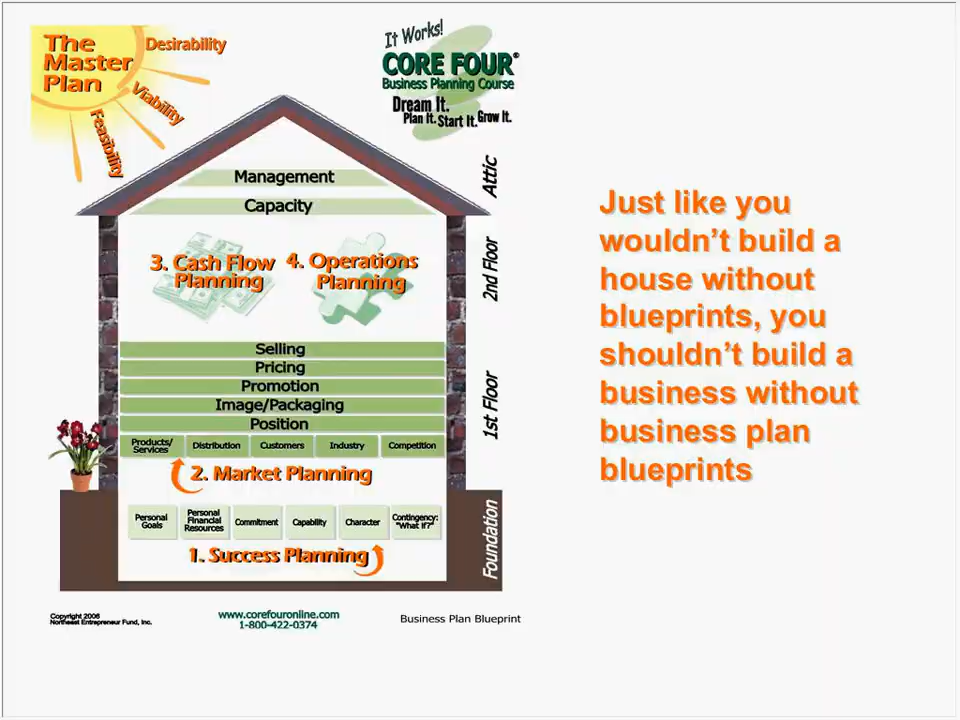 The
Master
Plan
Desirability
Viability
Feasibility
It Works!
CORE FOUR®
Business Planning Course
Dream It.
Plan It. Start It. Grow It.
Attic
Management
Capacity
2nd Floor
3. Cash Flow
Planning
4. Operations
Planning
1st Floor
Selling
Pricing
Promotion
Image/Packaging
Position
Products/
Services
Distribution
Customers
Industry
Competition
2. Market Planning
Foundation
Personal
Goals
Personal
Financial
Resources
Commitment
Capability
Character
Contingency:
"What If?"
1. Success Planning
Copyright 2006
Northeast Entrepreneur Fund, Inc.
www.corefouronline.com
1-800-422-0374
Business Plan Blueprint
Just like you
wouldn't build a
house without
blueprints, you
shouldn't build a
business without
business plan
blueprints